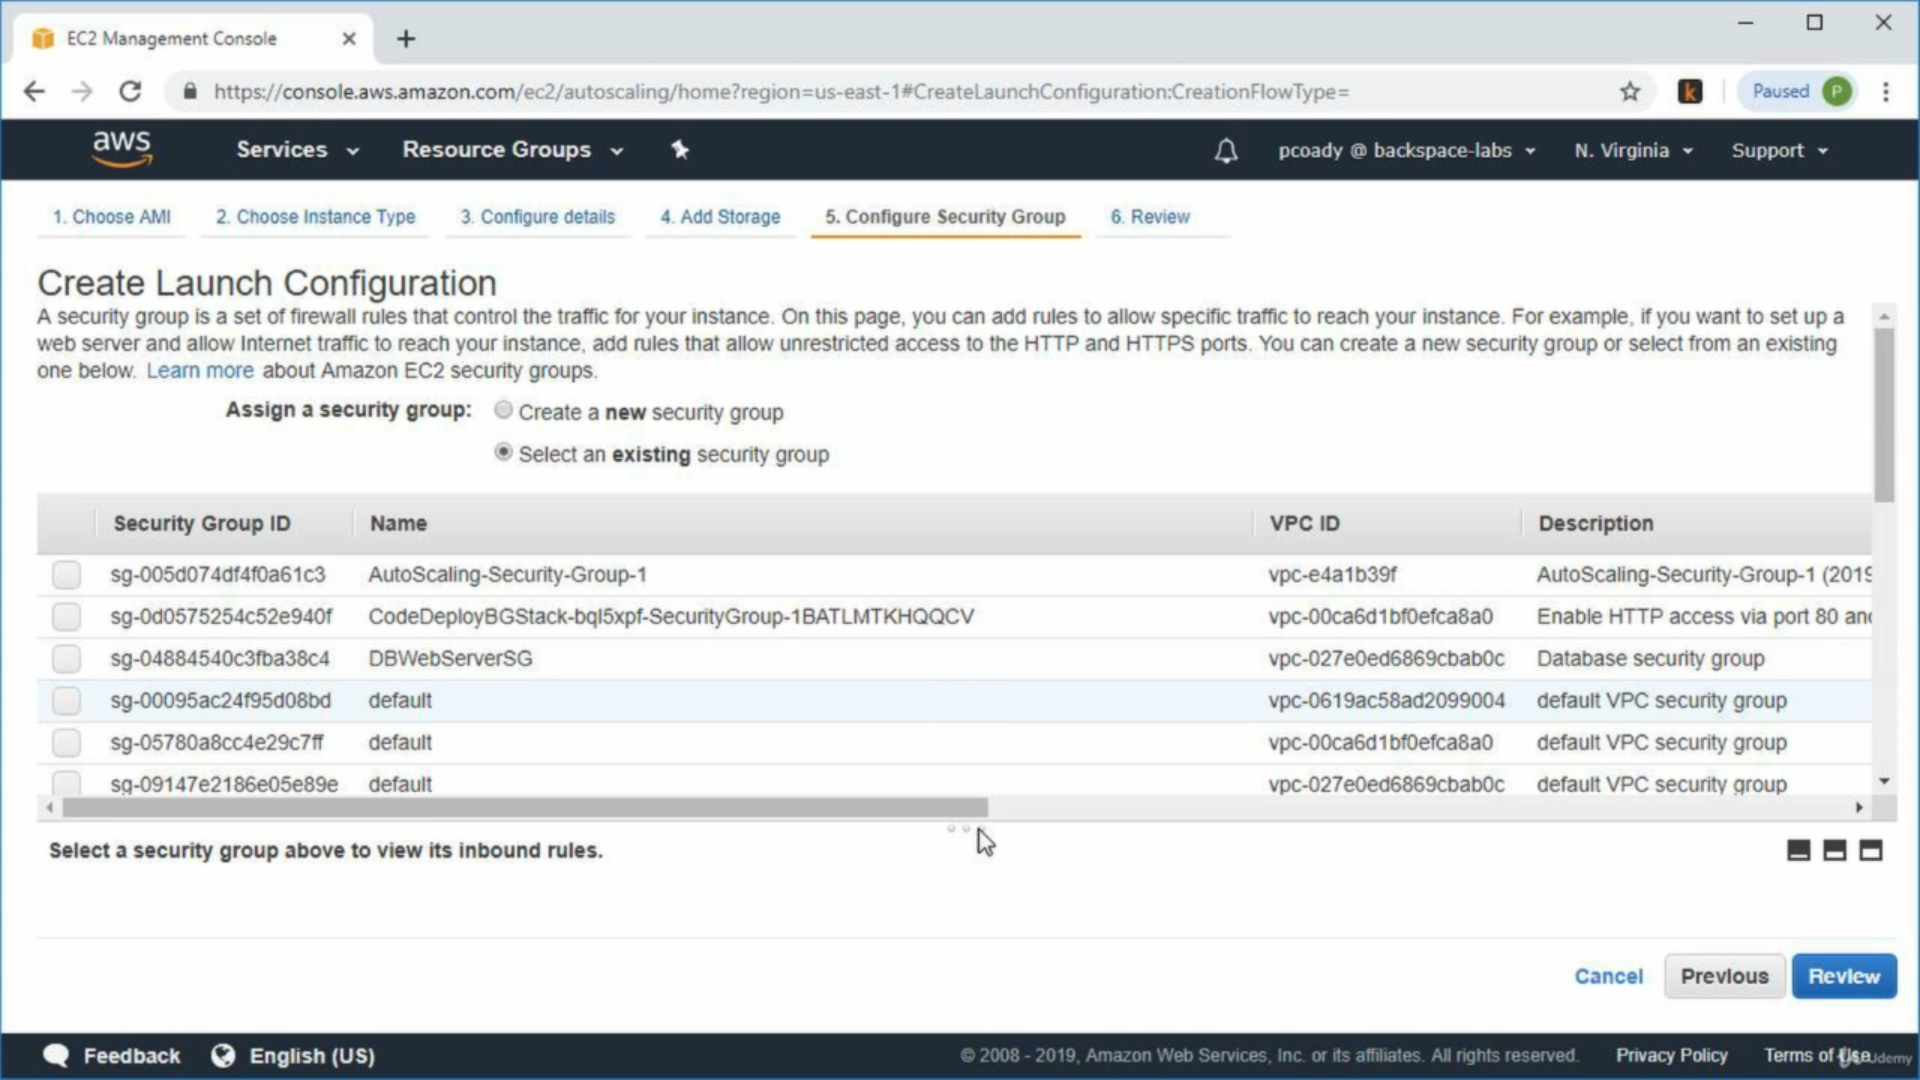 EC2 Management Console
https://console.aws.amazon.com/ec2/autoscaling/home?region=us-east-1#CreateLaunchConfiguration:CreationFlowType=
k
Paused P
aws Services Resource Groups pcoady @ backspace-labs N. Virginia Support
1. Choose AMI 2. Choose Instance Type 3. Configure details 4. Add Storage 5. Configure Security Group 6. Review
Create Launch Configuration
A security group is a set of firewall rules that control the traffic for your instance. On this page, you can add rules to allow specific traffic to reach your instance. For example, if you want to set up a
web server and allow Internet traffic to reach your instance, add rules that allow unrestricted access to the HTTP and HTTPS ports. You can create a new security group or select from an existing
one below. Learn more about Amazon EC2 security groups.
Assign a security group: Create a new security group
Select an existing security group
Security Group ID Name VPC ID Description
sg-005d074df4f0a61c3 AutoScaling-Security-Group-1 vpc-e4a1b39f AutoScaling-Security-Group-1 (2019
sg-0d0575254c52e940f CodeDeployBGStack-bql5xpf-SecurityGroup-1BATLMTKHQQCV vpc-00ca6d1bf0efca8a0 Enable HTTP access via port 80 and
sg-04884540c3fba38c4 DBWebServerSG vpc-027e0ed6869cbab0c Database security group
sg-00095ac24f95d08bd default vpc-0619ac58ad2099004 default VPC security group
sg-05780a8cc4e29c7ff default vpc-00ca6d1bf0efca8a0 default VPC security group
sg-09147e2186e05e89e default vpc-027e0ed6869cbab0c default VPC security group
Select a security group above to view its inbound rules.
Cancel Previous Review
Feedback English (US) © 2008 - 2019, Amazon Web Services, Inc. or its affiliates. All rights reserved. Privacy Policy Terms of Use
Udemy